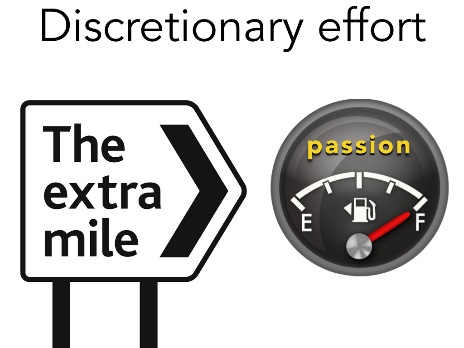 Discretionary effort
The
extra
mile
passion
E
F